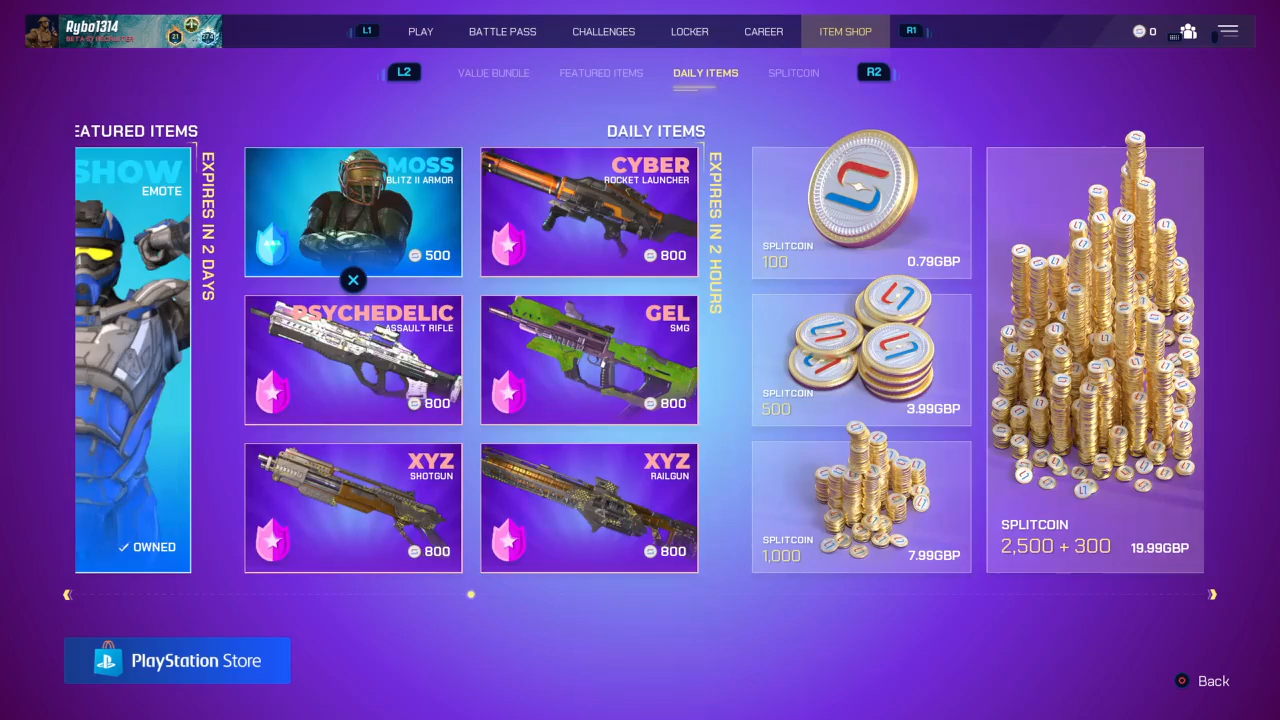 Rybo1314
21
274
L1
PLAY
BATTLE PASS
CHALLENGES
LOCKER
CAREER
ITEM SHOP
R1
0
L2
VALUE BUNDLE
FEATURED ITEMS
DAILY ITEMS
SPLITCOIN
R2
EATURED ITEMS
SHOW
EMOTE
OWNED
EXPIRES IN 2 DAYS
DAILY ITEMS
MOSS
BLITZ II ARMOR
500
CYBER
ROCKET LAUNCHER
800
PSYCHEDELIC
ASSAULT RIFLE
800
GEL
SMG
800
XYZ
SHOTGUN
800
XYZ
RAILGUN
800
EXPIRES IN 2 HOURS
SPLITCOIN
100
0.79GBP
SPLITCOIN
500
3.99GBP
SPLITCOIN
1,000
7.99GBP
SPLITCOIN
2,500 + 300
19.99GBP
PlayStation Store
Back